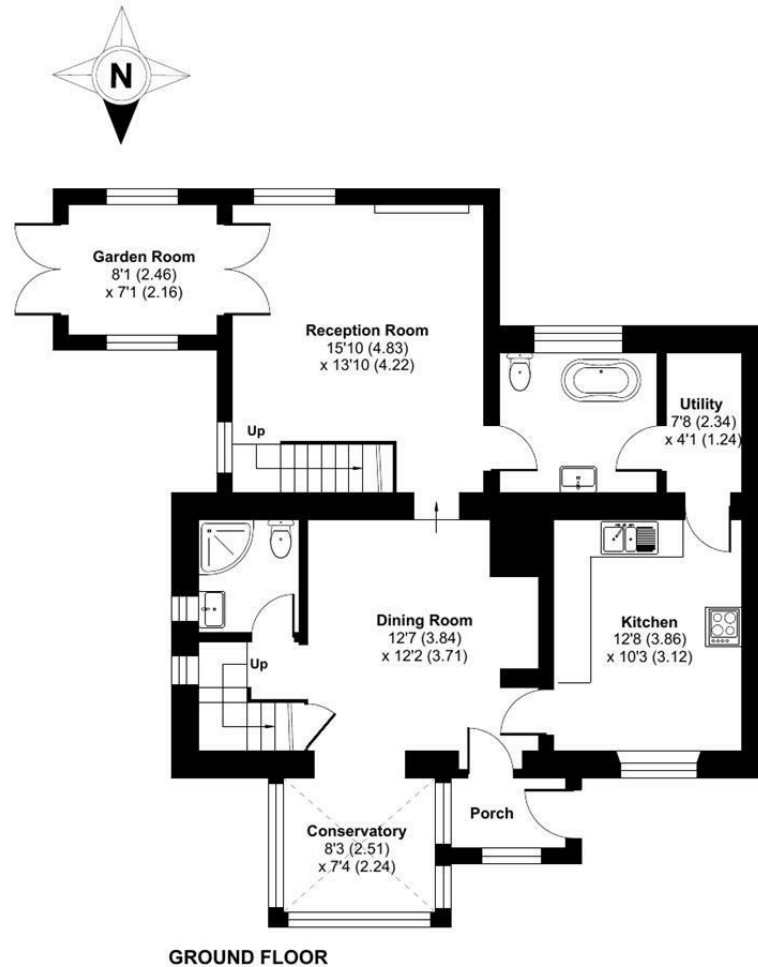 N
Garden Room
8'1 (2.46)
x 7'1 (2.16)
Reception Room
15'10 (4.83)
x 13'10 (4.22)
Up
Utility
7'8 (2.34)
x 4'1 (1.24)
Dining Room
12'7 (3.84)
x 12'2 (3.71)
Kitchen
12'8 (3.86)
x 10'3 (3.12)
Up
Porch
Conservatory
8'3 (2.51)
x 7'4 (2.24)
GROUND FLOOR